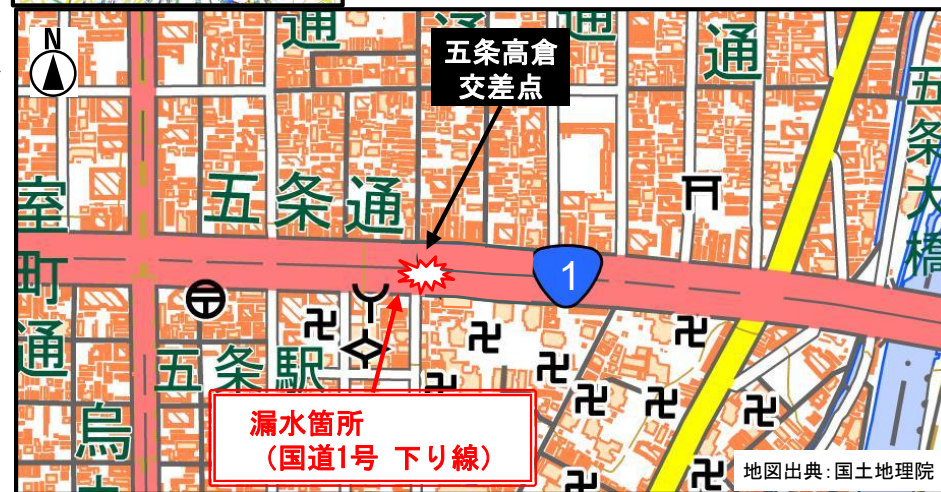 N
通
通
通
通
五条高倉
交差点
五条大橋
室町通
五条通
1
五条駅
烏
漏水箇所
（国道1号 下り線）
地図出典：国土地理院